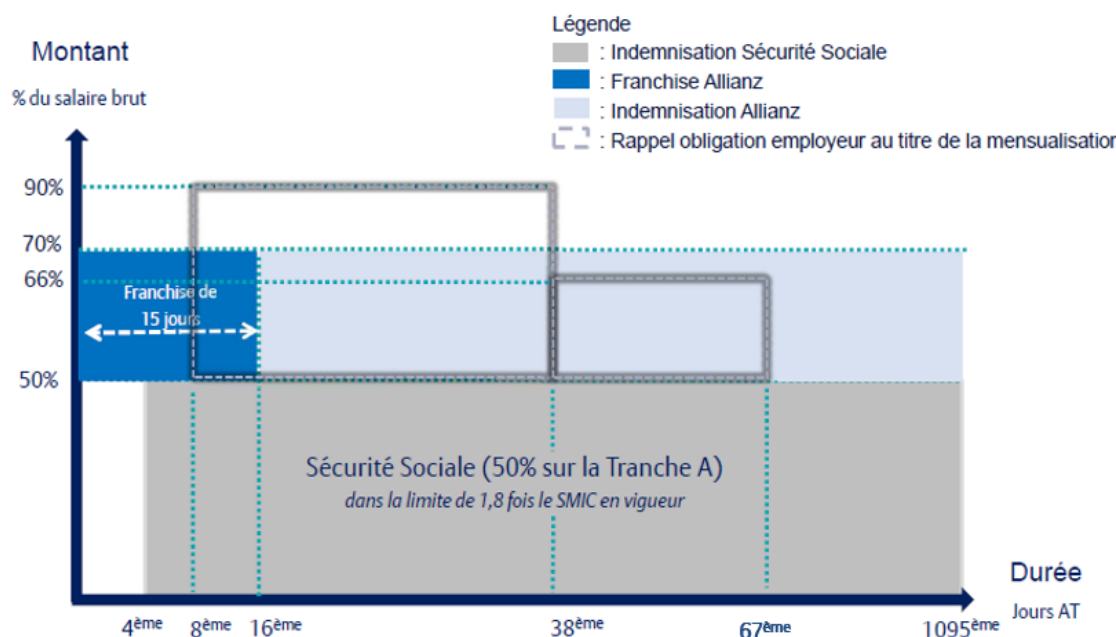 Légende
: Indemnisation Sécurité Sociale
: Franchise Allianz
: Indemnisation Allianz
: Rappel obligation employeur au titre de la mensualisation
Montant
% du salaire brut
90%
70%
66%
Franchise de
15 jours
50%
Sécurité Sociale (50% sur la Tranche A)
dans la limite de 1,8 fois le SMIC en vigueur
Durée
Jours AT
4ème 8ème 16ème 38ème 67ème 1095ème